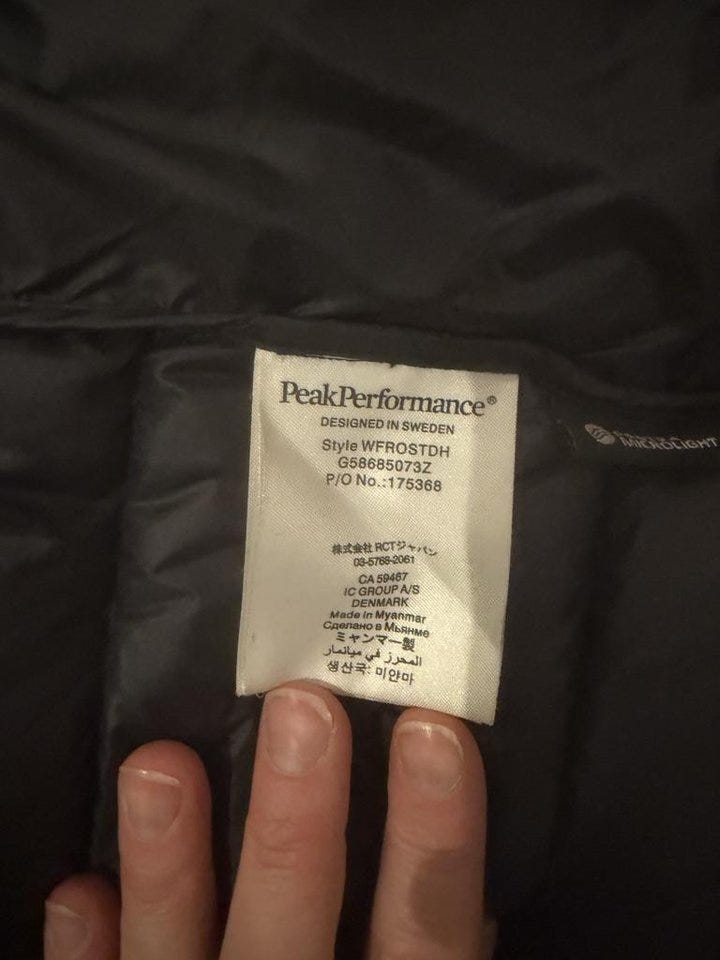 PeakPerformance®
DESIGNED IN SWEDEN
Style WFROSTDH
G58685073Z
P/O No.:175368
株式会社 RCTジャパン
03-5768-2061
CA 59467
IC GROUP A/S
DENMARK
Made in Myanmar
Сделано в Мьянме
ミャンマー製
المحرز في ميانمار
생산국: 미얀마
MICROLIGHT